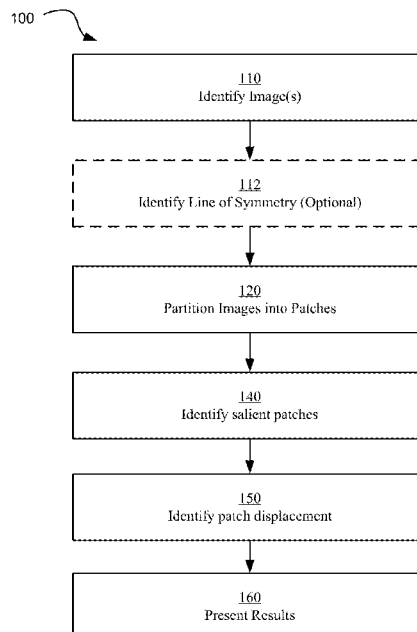 100
110
Identify Image(s)
112
Identify Line of Symmetry (Optional)
120
Partition Images into Patches
140
Identify salient patches
150
Identify patch displacement
160
Present Results